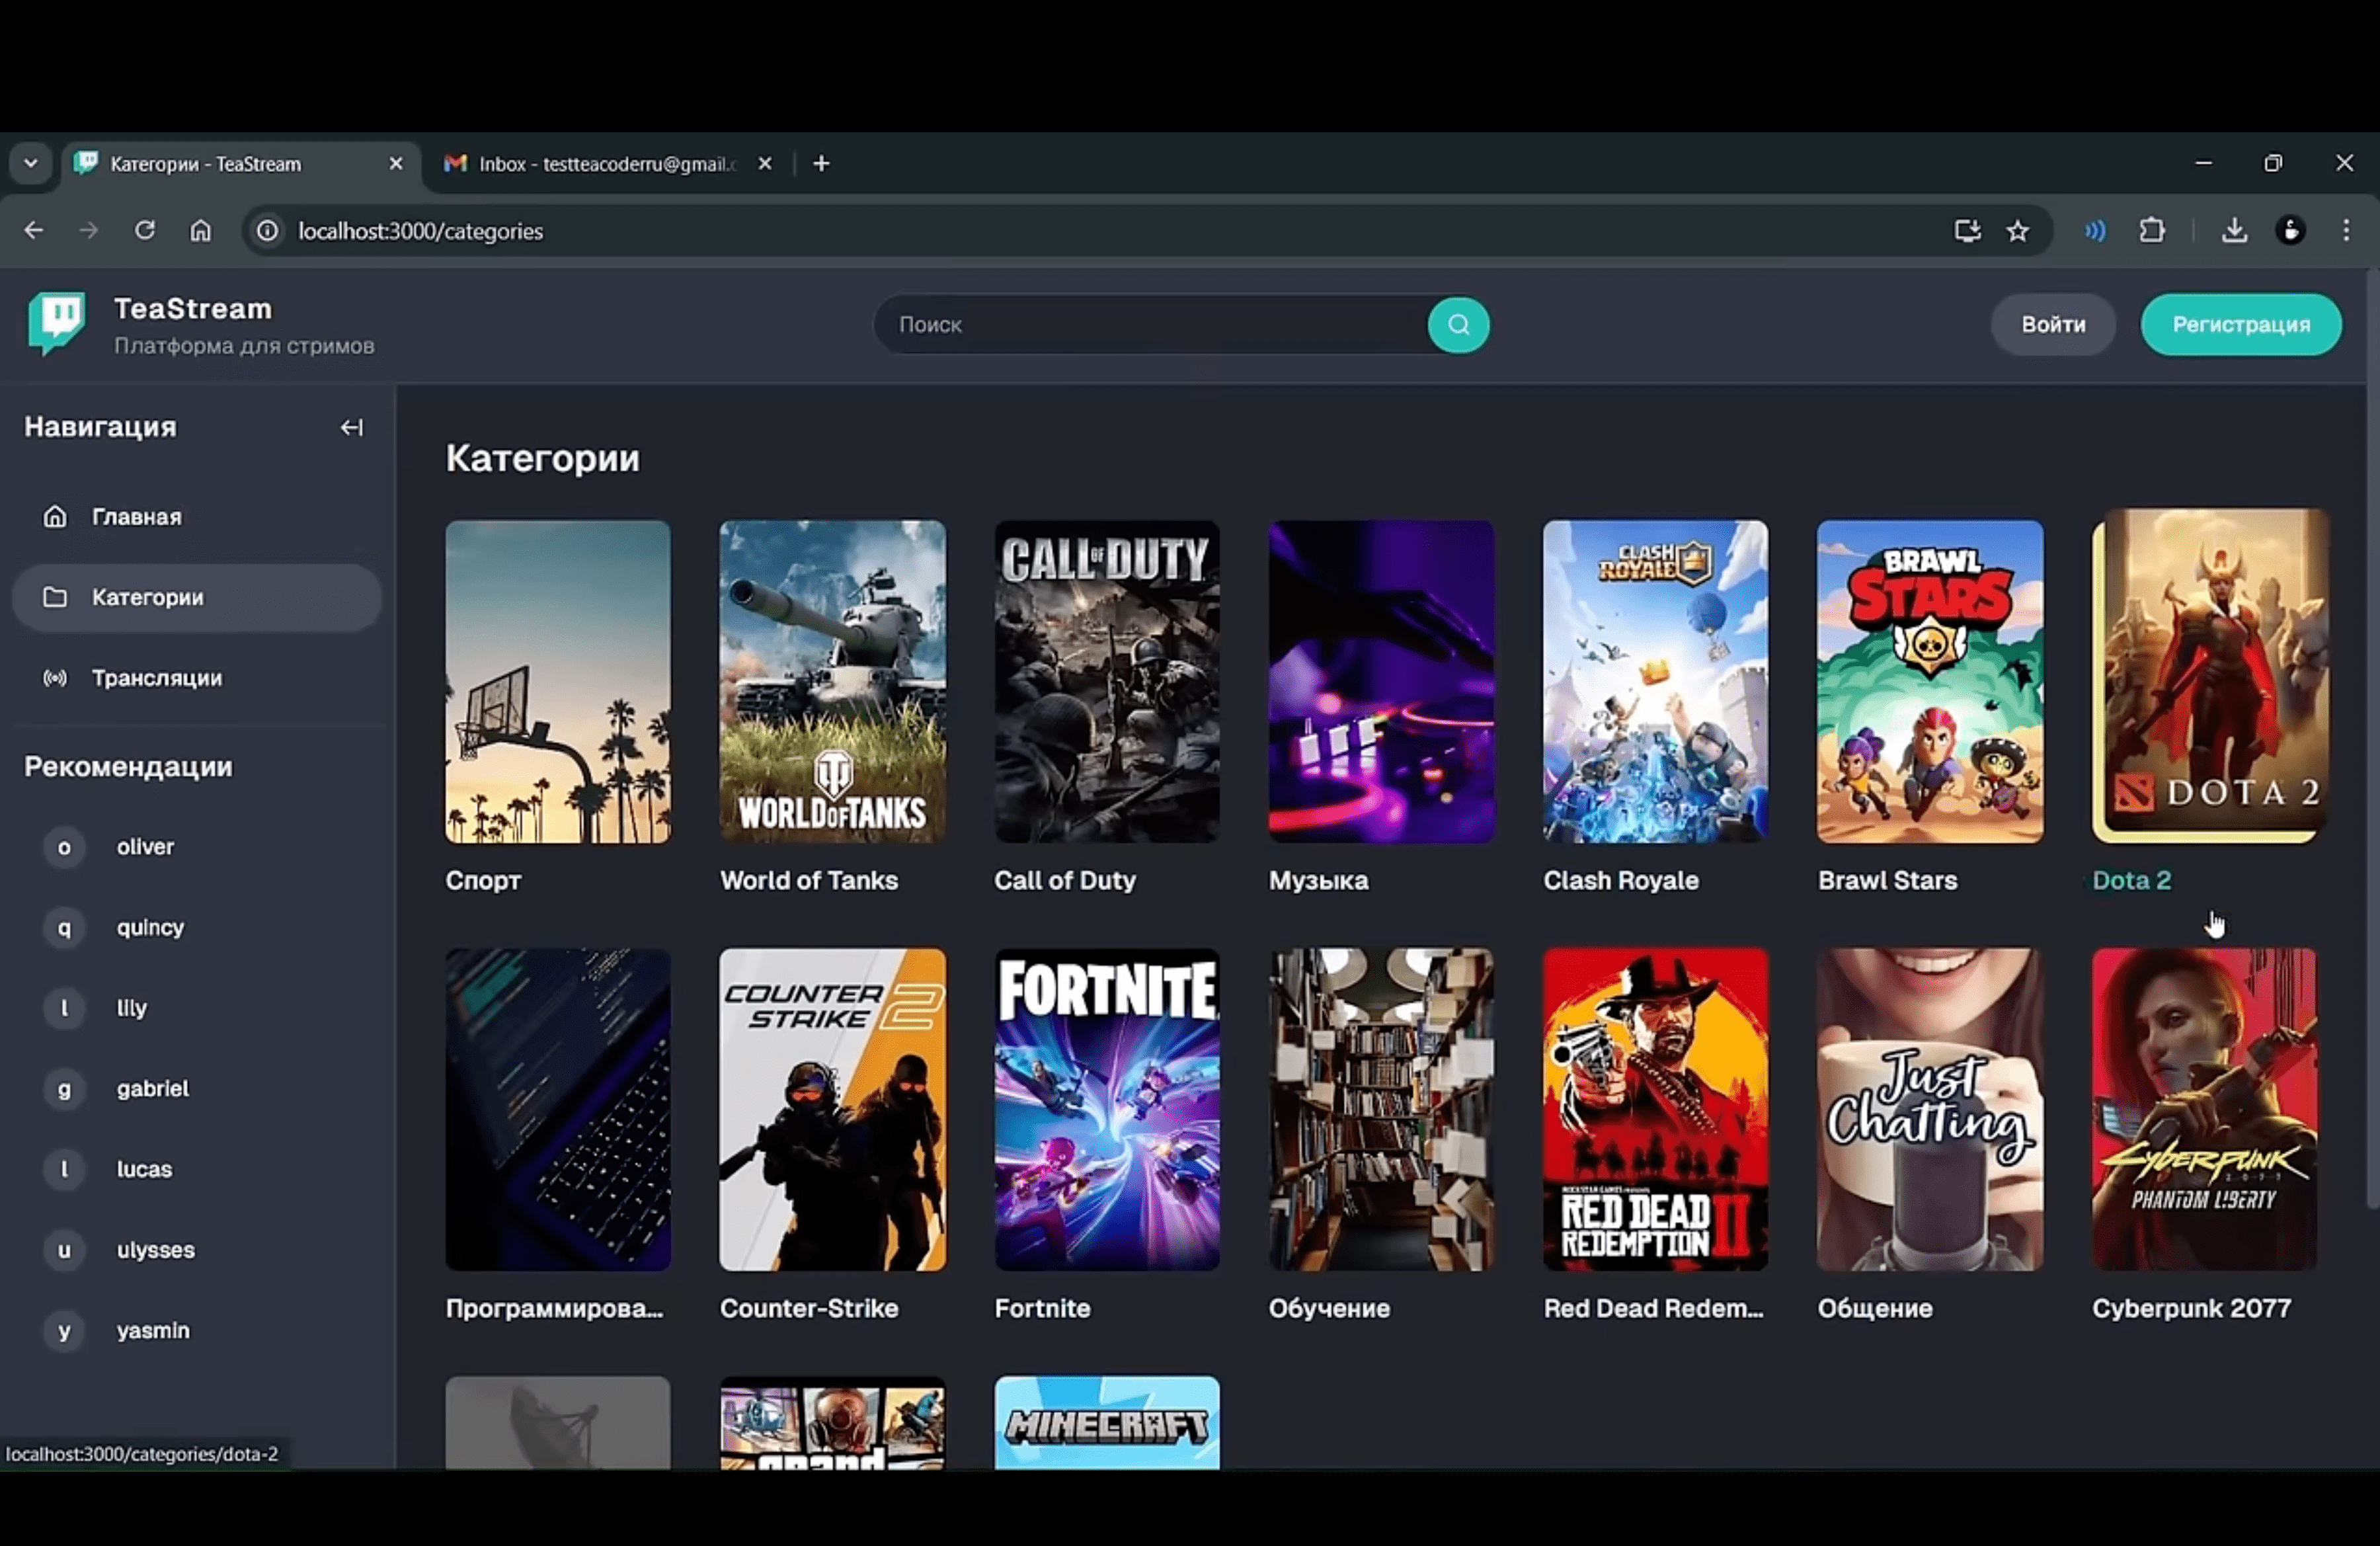 Категории - TeaStream
Inbox - testteacoderru@gmail.c
localhost:3000/categories
TeaStream
Платформа для стримов
Поиск
Войти
Регистрация
Навигация
Главная
Категории
Трансляции
Рекомендации
o oliver
q quincy
l lily
g gabriel
l lucas
u ulysses
y yasmin
Категории
CALL OF DUTY
CLASH ROYALE
BRAWL STARS
WORLD OF TANKS
DOTA 2
Спорт
World of Tanks
Call of Duty
Музыка
Clash Royale
Brawl Stars
Dota 2
COUNTER STRIKE 2
FORTNITE
RED DEAD REDEMPTION II
Just Chatting
CYBERPUNK 2077
PHANTOM LIBERTY
Программирова...
Counter-Strike
Fortnite
Обучение
Red Dead Redem...
Общение
Cyberpunk 2077
grand
MINECRAFT
localhost:3000/categories/dota-2